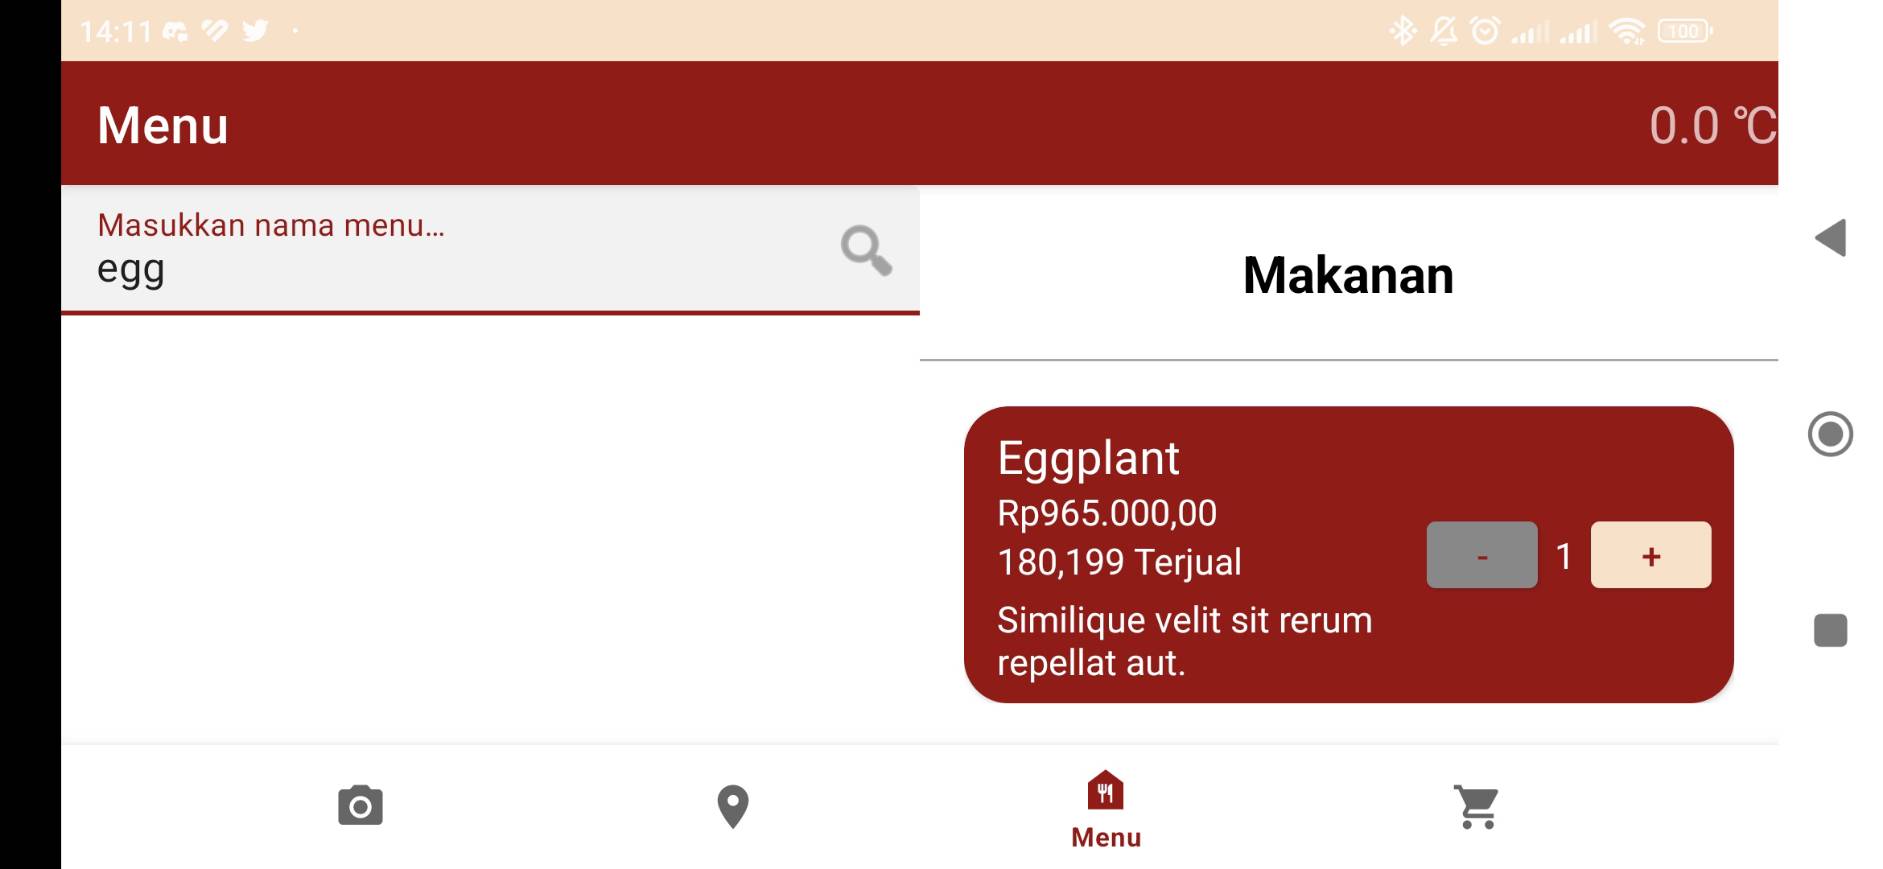 14:11
100
Menu
0.0 °C
Masukkan nama menu...
egg
Makanan
Eggplant
Rp965.000,00
180,199 Terjual
- 1 +
Similique velit sit rerum
repellat aut.
Menu